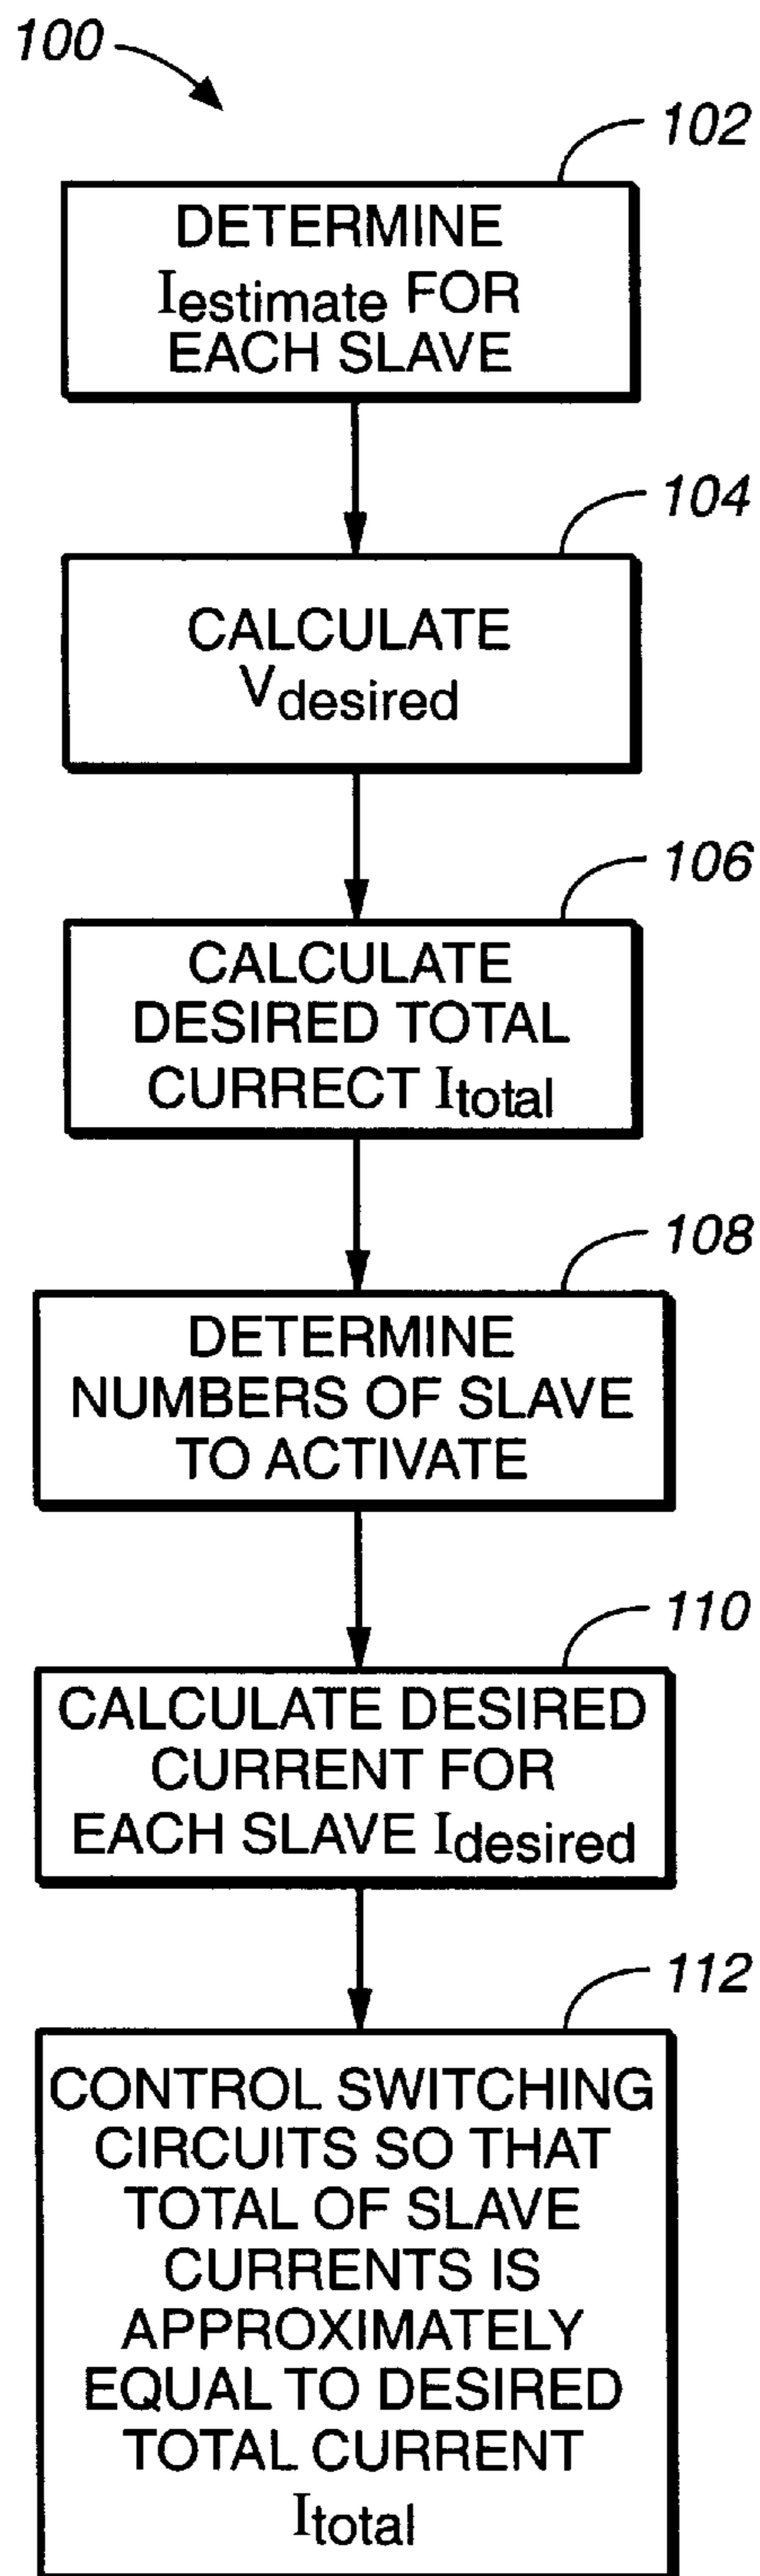 100
102
DETERMINE
Iestimate FOR
EACH SLAVE
104
CALCULATE
Vdesired
106
CALCULATE
DESIRED TOTAL
CURRECT Itotal
108
DETERMINE
NUMBERS OF SLAVE
TO ACTIVATE
110
CALCULATE DESIRED
CURRENT FOR
EACH SLAVE Idesired
112
CONTROL SWITCHING
CIRCUITS SO THAT
TOTAL OF SLAVE
CURRENTS IS
APPROXIMATELY
EQUAL TO DESIRED
TOTAL CURRENT
Itotal